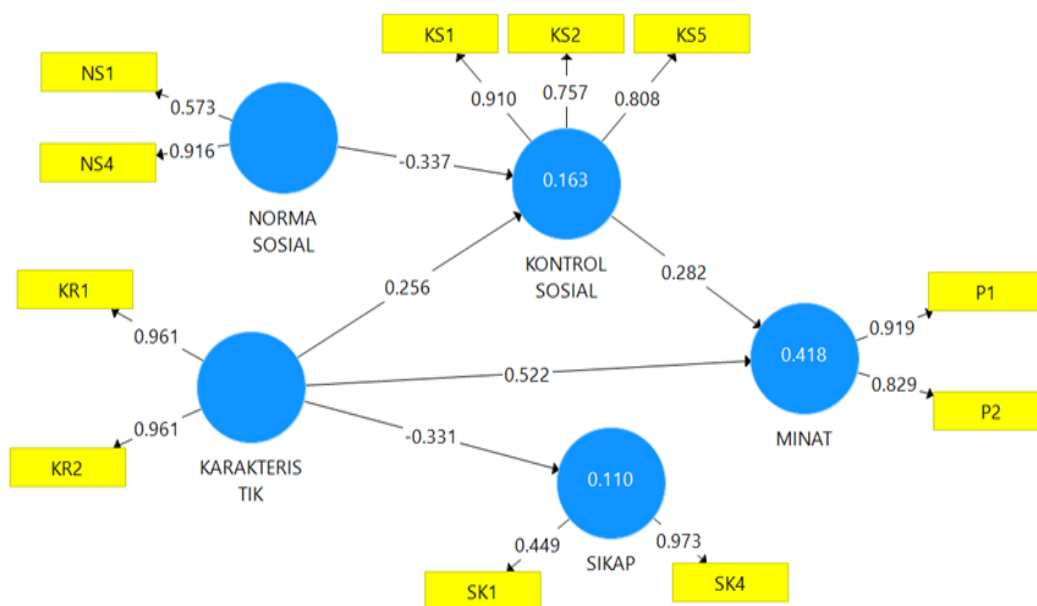 KS1
KS2
KS5
NS1
0.573
0.910
0.757
0.808
NS4
-0.916
-0.337
0.163
NORMA
SOSIAL
KONTROL
SOSIAL
KR1
0.256
0.282
P1
0.961
0.919
0.418
0.522
0.829
P2
KR2
0.961
-0.331
MINAT
KARAKTERIS
TIK
0.110
0.449
SIKAP
0.973
SK1
SK4